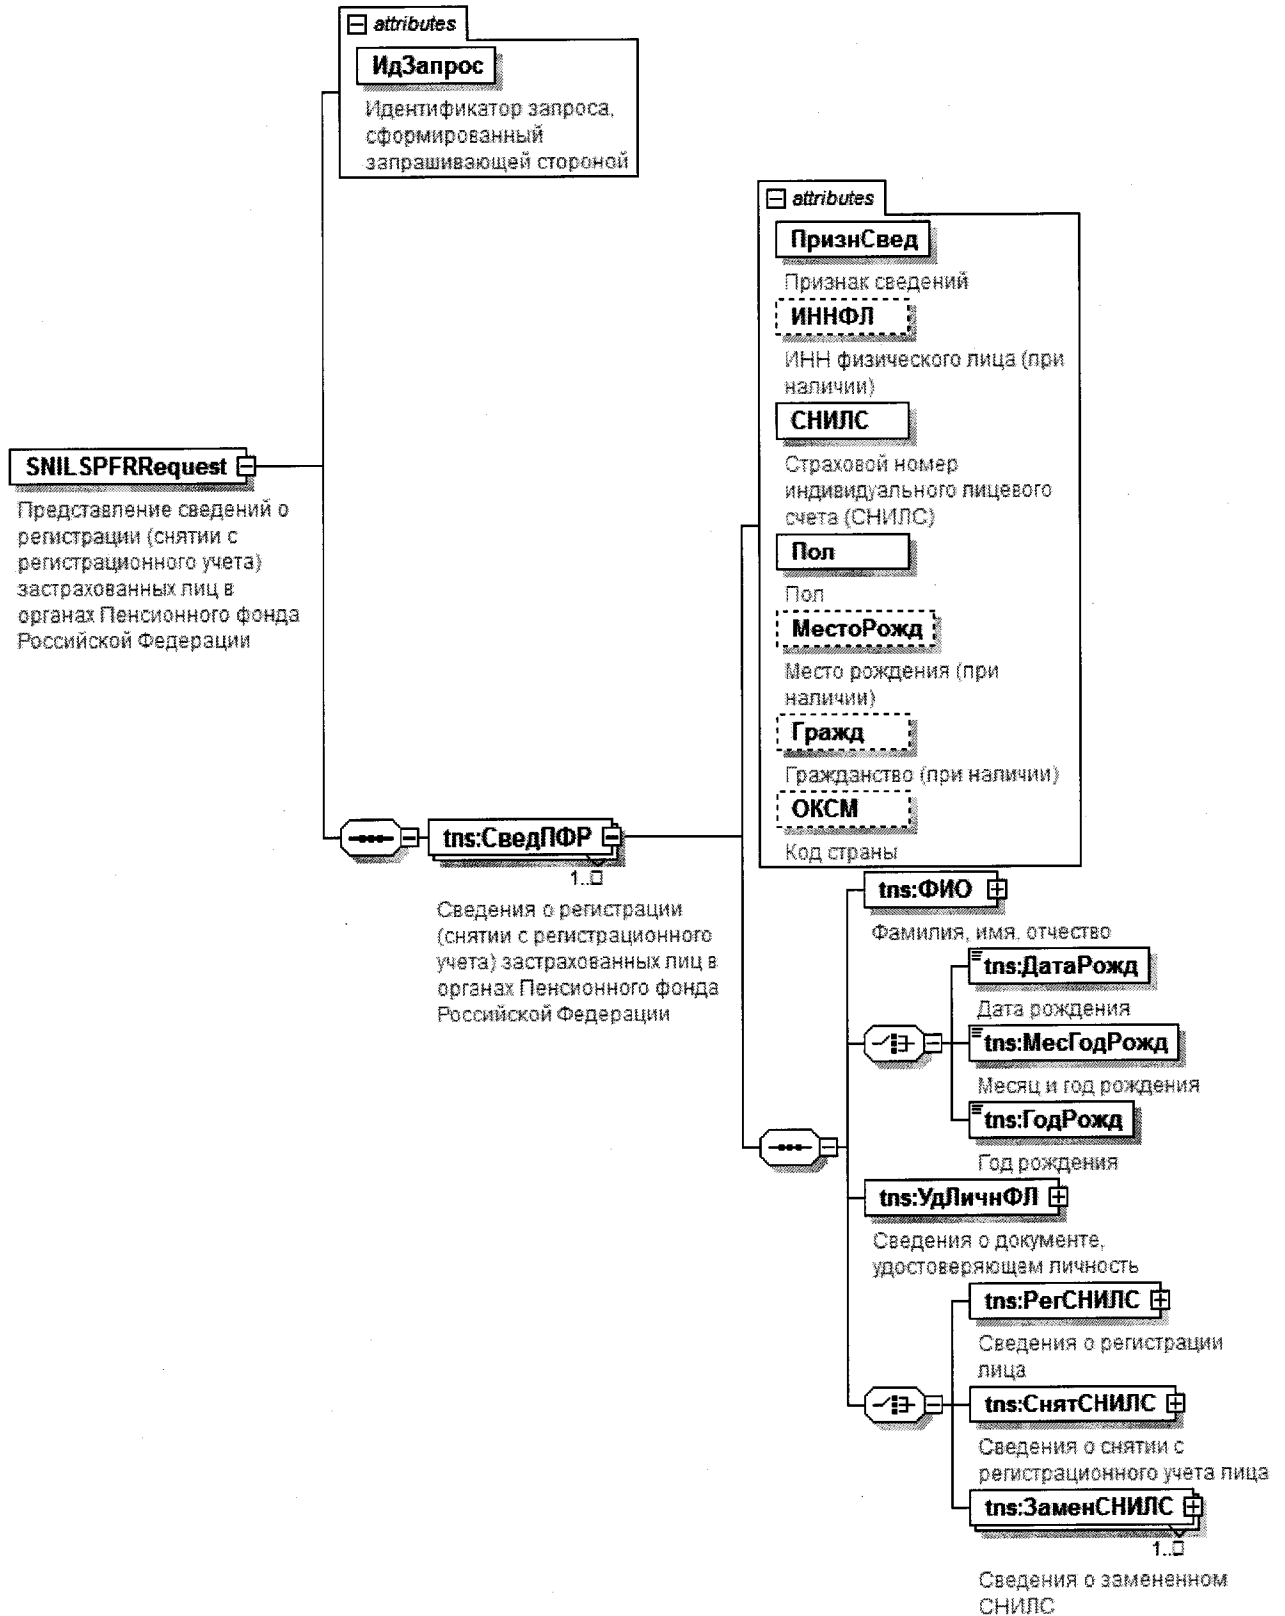 attributes
ИдЗапрос
Идентификатор запроса,
сформированный
запрашивающей стороной
attributes
ПризнСвед
Признак сведений
ИННФЛ
ИНН физического лица (при
наличии)
СНИЛС
Страховой номер
индивидуального лицевого
счета (СНИЛС)
Пол
Пол
МестоРожд
Место рождения (при
наличии)
Гражд
Гражданство (при наличии)
ОКСМ
Код страны
SNILSPFRRequest
Представление сведений о
регистрации (снятии с
регистрационного учета)
застрахованных лиц в
органах Пенсионного фонда
Российской Федерации
tns:СведПФР
1..□
Сведения о регистрации
(снятии с регистрационного
учета) застрахованных лиц в
органах Пенсионного фонда
Российской Федерации
tns:ФИО
Фамилия, имя, отчество
tns:ДатаРожд
Дата рождения
tns:МесГодРожд
Месяц и год рождения
tns:ГодРожд
Год рождения
tns:УдЛичнФЛ
Сведения о документе,
удостоверяющем личность
tns:РегСНИЛС
Сведения о регистрации
лица
tns:СнятСНИЛС
Сведения о снятии с
регистрационного учета лица
tns:ЗаменСНИЛС
1..□
Сведения о замененном
СНИЛС